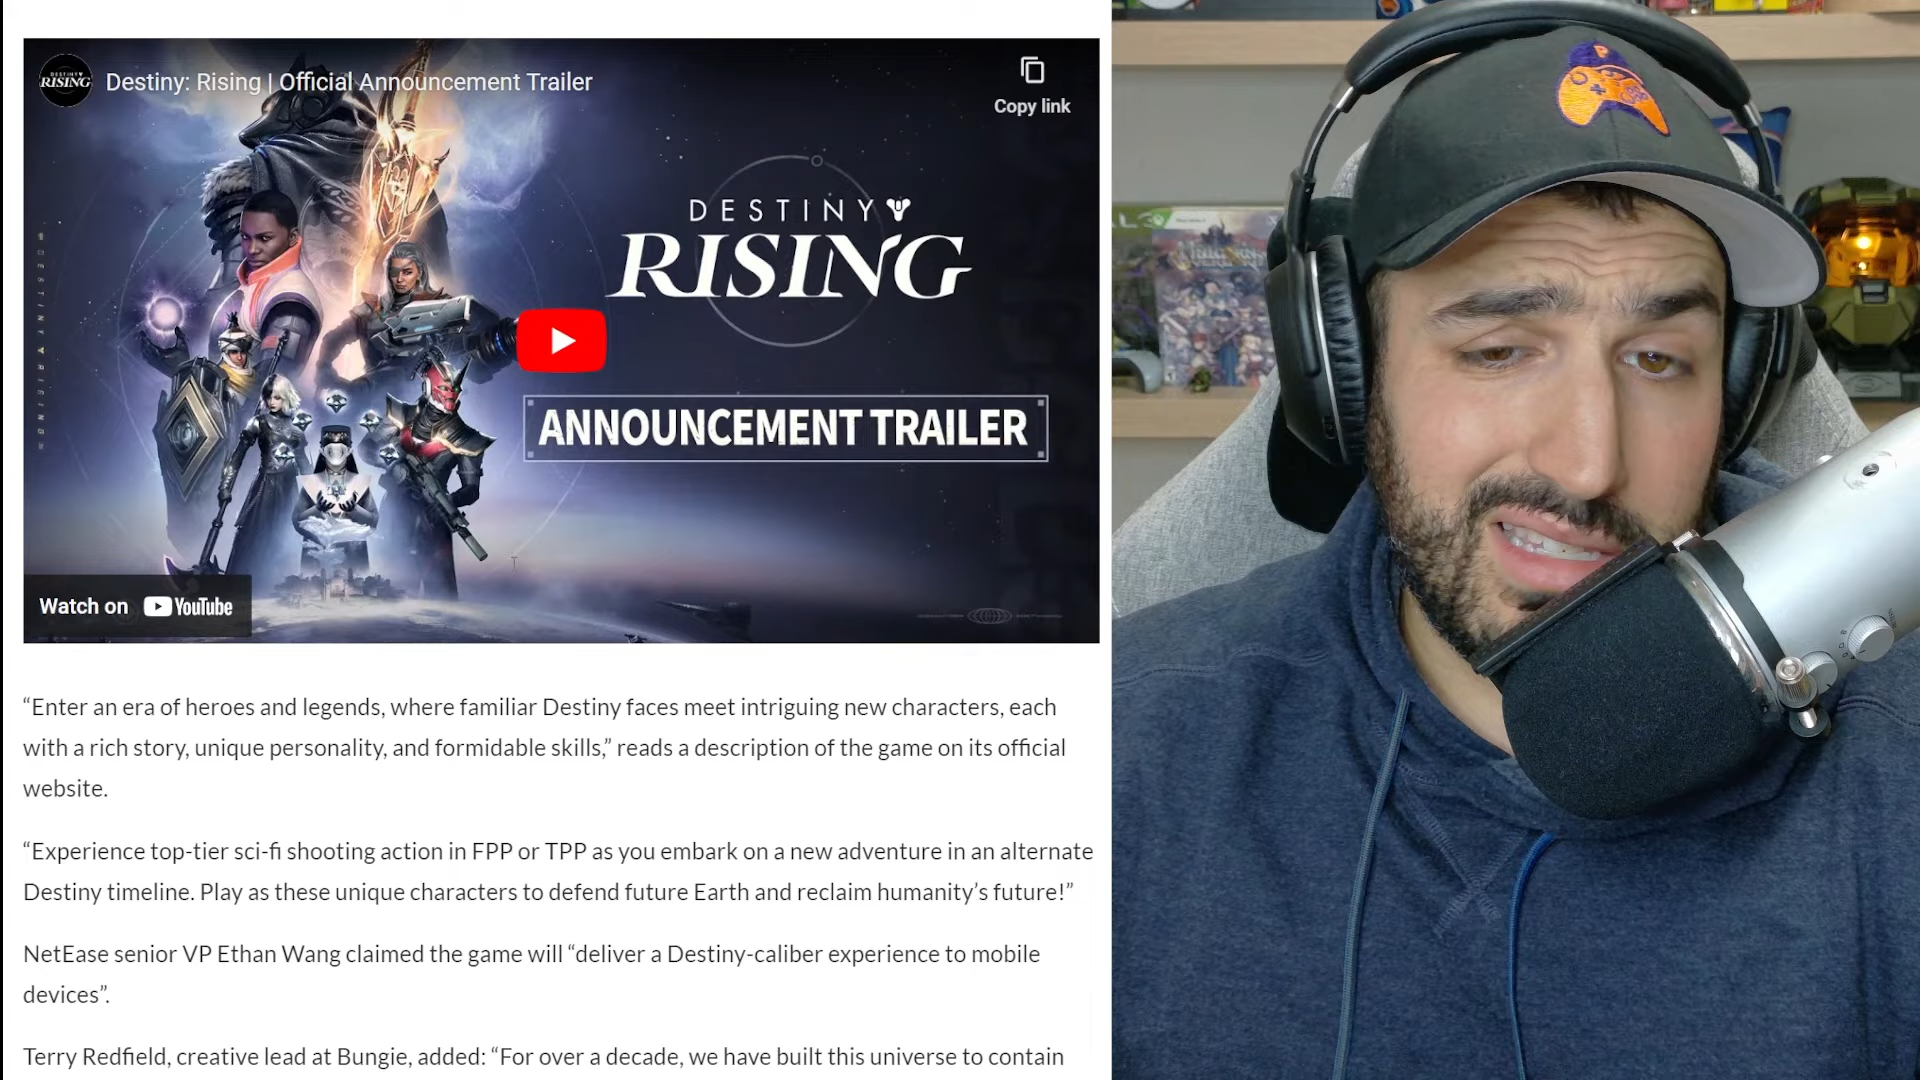 DESTINY
RISING
Destiny: Rising | Official Announcement Trailer
Copy link
DESTINY
RISING
ANNOUNCEMENT TRAILER
Watch on YouTube
“Enter an era of heroes and legends, where familiar Destiny faces meet intriguing new characters, each
with a rich story, unique personality, and formidable skills,” reads a description of the game on its official
website.
“Experience top-tier sci-fi shooting action in FPP or TPP as you embark on a new adventure in an alternate
Destiny timeline. Play as these unique characters to defend future Earth and reclaim humanity’s future!”
NetEase senior VP Ethan Wang claimed the game will “deliver a Destiny-caliber experience to mobile
devices”.
Terry Redfield, creative lead at Bungie, added: “For over a decade, we have built this universe to contain
P